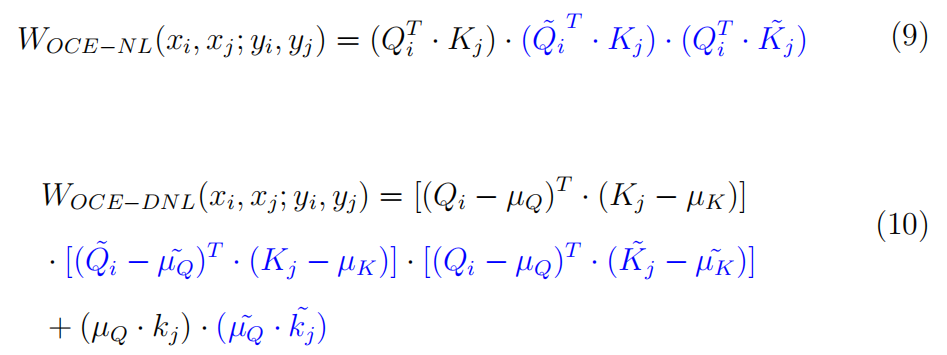 W_{OCE-NL}(x_i, x_j; y_i, y_j) = (Q_i^T · K_j) · (\tilde{Q}_i^T · K_j) · (Q_i^T · \tilde{K}_j) (9)
W_{OCE-DNL}(x_i, x_j; y_i, y_j) = [(Q_i − μ_Q)^T · (K_j − μ_K)]
· [(\tilde{Q}_i − \tilde{μ_Q})^T · (K_j − μ_K)] · [(Q_i − μ_Q)^T · (\tilde{K}_j − \tilde{μ_K})] (10)
+ (μ_Q · k_j) · (\tilde{μ_Q} · \tilde{k_j})